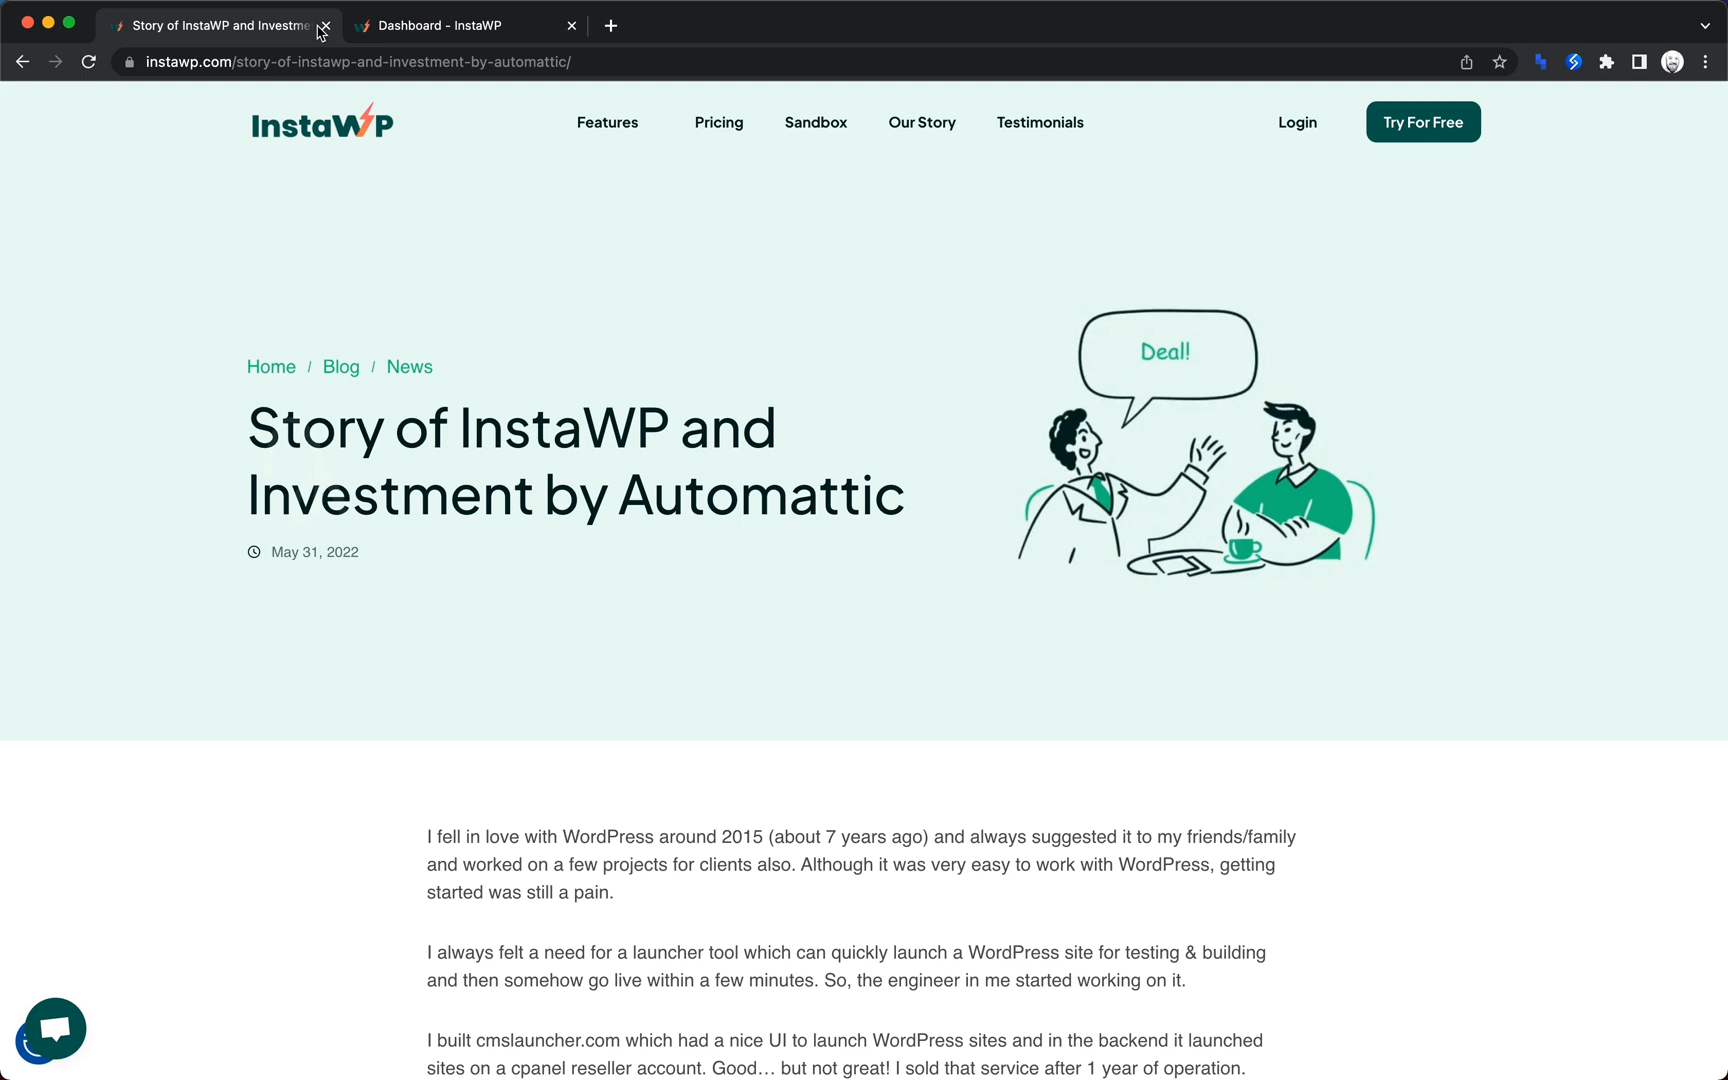 Story of InstaWP and Investme
Dashboard - InstaWP
instawp.com/story-of-instawp-and-investment-by-automattic/
InstaWP
Features
Pricing
Sandbox
Our Story
Testimonials
Login
Try For Free
Deal!
Home / Blog / News
Story of InstaWP and
Investment by Automattic
May 31, 2022
I fell in love with WordPress around 2015 (about 7 years ago) and always suggested it to my friends/family
and worked on a few projects for clients also. Although it was very easy to work with WordPress, getting
started was still a pain.
I always felt a need for a launcher tool which can quickly launch a WordPress site for testing & building
and then somehow go live within a few minutes. So, the engineer in me started working on it.
I built cmslauncher.com which had a nice UI to launch WordPress sites and in the backend it launched
sites on a cpanel reseller account. Good… but not great! I sold that service after 1 year of operation.